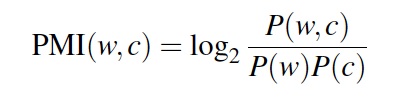 PMI(w,c) = log₂ P(w,c) / P(w)P(c)